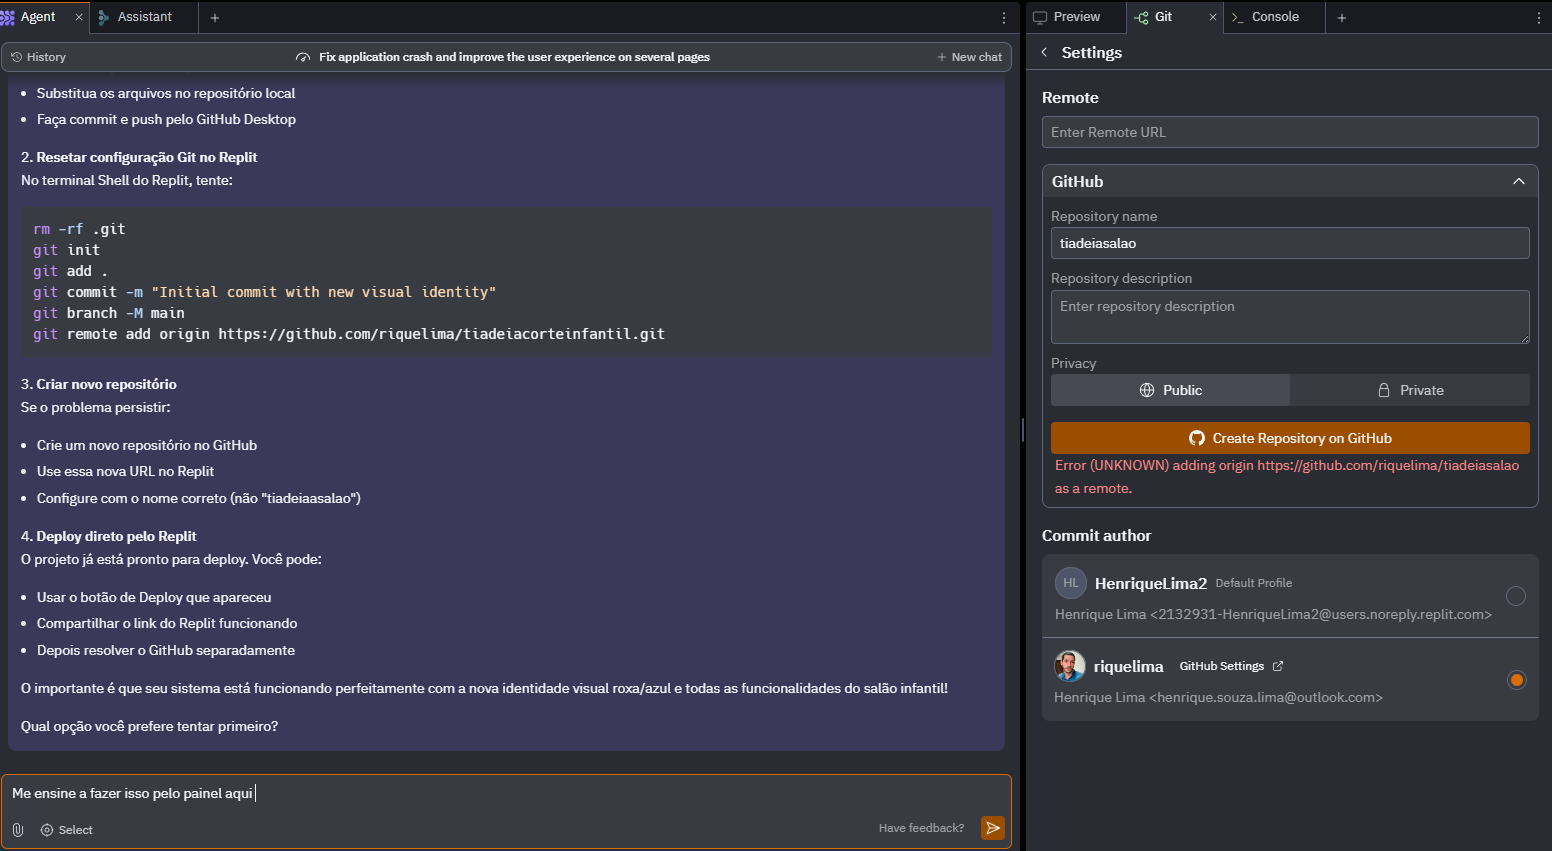 Agent
Assistant
History
Fix application crash and improve the user experience on several pages
New chat
Substitua os arquivos no repositório local
Faça commit e push pelo GitHub Desktop
2. Resetar configuração Git no Replit
No terminal Shell do Replit, tente:
rm -rf .git
git init
git add .
git commit -m "Initial commit with new visual identity"
git branch -M main
git remote add origin https://github.com/riquelima/tiadeiacorteinfantil.git
3. Criar novo repositório
Se o problema persistir:
Crie um novo repositório no GitHub
Use essa nova URL no Replit
Configure com o nome correto (não "tiadeiaasalao")
4. Deploy direto pelo Replit
O projeto já está pronto para deploy. Você pode:
Usar o botão de Deploy que apareceu
Compartilhar o link do Replit funcionando
Depois resolver o GitHub separadamente
O importante é que seu sistema está funcionando perfeitamente com a nova identidade visual roxa/azul e todas as funcionalidades do salão infantil!
Qual opção você prefere tentar primeiro?
Me ensine a fazer isso pelo painel aqui
Select
Have feedback?
Preview
Git
Console
Settings
Remote
Enter Remote URL
GitHub
Repository name
tiadeiasalao
Repository description
Enter repository description
Privacy
Public
Private
Create Repository on GitHub
Error (UNKNOWN) adding origin https://github.com/riquelima/tiadeiasalao
as a remote.
Commit author
HL
HenriqueLima2 Default Profile
Henrique Lima <2132931-HenriqueLima2@users.noreply.replit.com>
riquelima GitHub Settings
Henrique Lima <henrique.souza.lima@outlook.com>